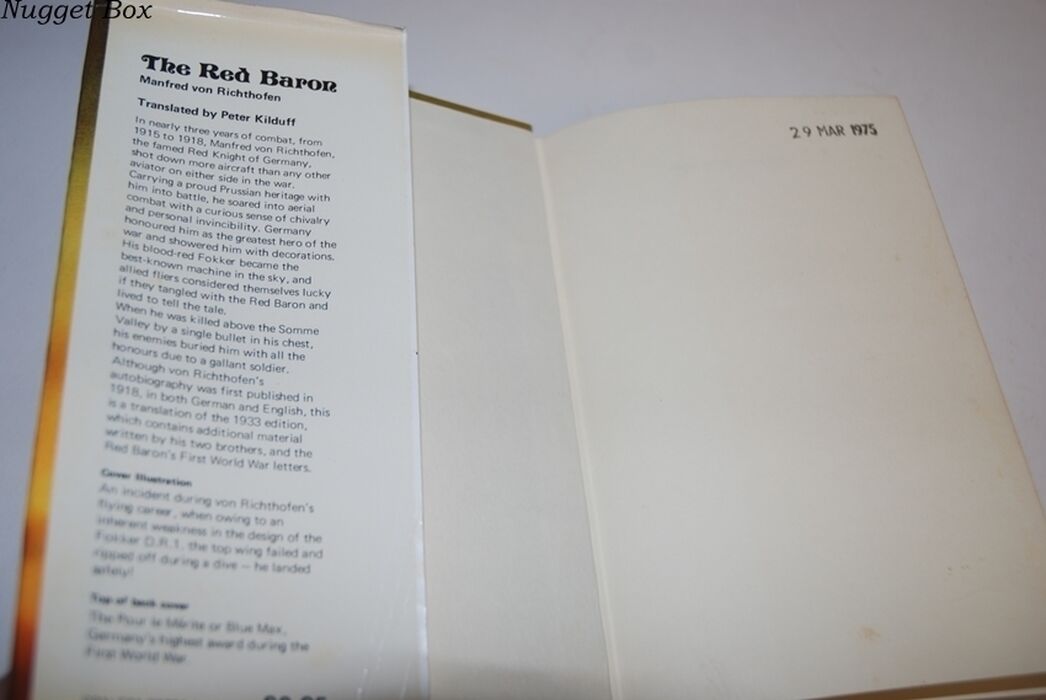 Nugget Box
The Red Baron
Manfred von Richthofen
Translated by Peter Kilduff
In nearly three years of combat, from
1915 to 1918, Manfred von Richthofen,
the famed Red Knight of Germany,
shot down more aircraft than any other
aviator on either side in the war.
Carrying a proud Prussian heritage with
him into battle, he soared into aerial
combat with a curious sense of chivalry
and personal invincibility. Germany
honoured him as the greatest hero of the
war and showered him with decorations.
His blood-red Fokker became the
best-known machine in the sky, and
allied fliers considered themselves lucky
if they tangled with the Red Baron and
lived to tell the tale.
When he was killed above the Somme
Valley by a single bullet in his chest,
his enemies buried him with all the
honours due to a gallant soldier.
Although von Richthofen's
autobiography was first published in
1918, in both German and English, this
is a translation of the 1933 edition,
which contains additional material
written by his two brothers, and the
Red Baron's First World War letters.
Cover Illustration
An incident during von Richthofen's
flying career, when owing to an
inherent weakness in the design of the
Fokker D.R.1. the top wing failed and
ripped off during a dive – he landed
safely!
Top of back cover
The Pour le Mérite or Blue Max,
Germany's highest award during the
First World War.
29 MAR 1975